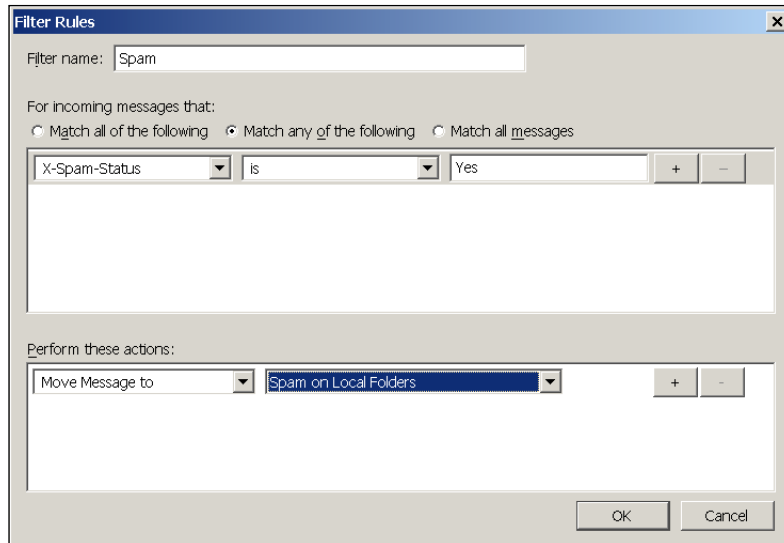 Filter Rules
Filter name: Spam
For incoming messages that:
Match all of the following Match any of the following Match all messages
X-Spam-Status is Yes + –
Perform these actions:
Move Message to Spam on Local Folders + -
OK Cancel